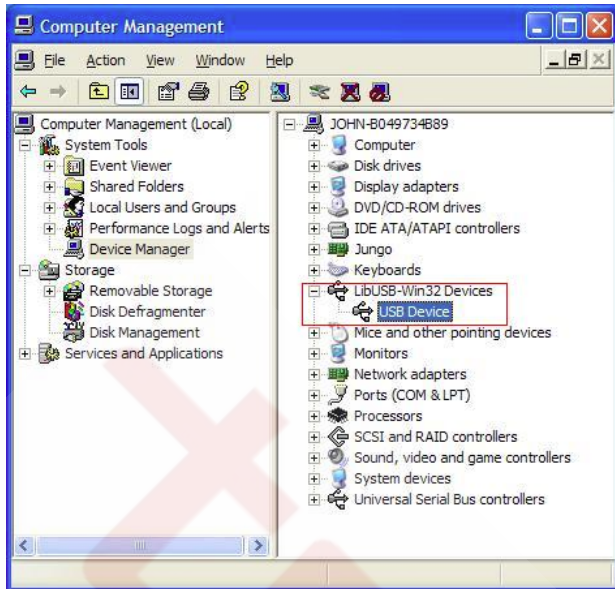 Computer Management
File Action View Window Help
Computer Management (Local)
System Tools
Event Viewer
Shared Folders
Local Users and Groups
Performance Logs and Alerts
Device Manager
Storage
Removable Storage
Disk Defragmenter
Disk Management
Services and Applications
JOHN-B049734B89
Computer
Disk drives
Display adapters
DVD/CD-ROM drives
IDE ATA/ATAPI controllers
Jungo
Keyboards
LibUSB-Win32 Devices
USB Device
Mice and other pointing devices
Monitors
Network adapters
Ports (COM & LPT)
Processors
SCSI and RAID controllers
Sound, video and game controllers
System devices
Universal Serial Bus controllers